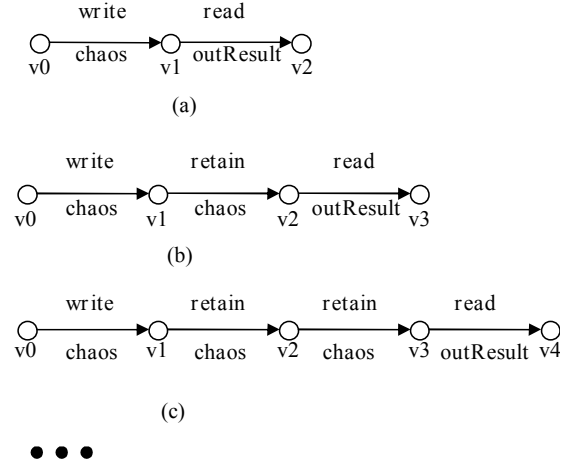 write read
chaos outResult
v0 v1 v2
(a)
write retain read
chaos chaos outResult
v0 v1 v2 v3
(b)
write retain retain read
chaos chaos chaos outResult
v0 v1 v2 v3 v4
(c)